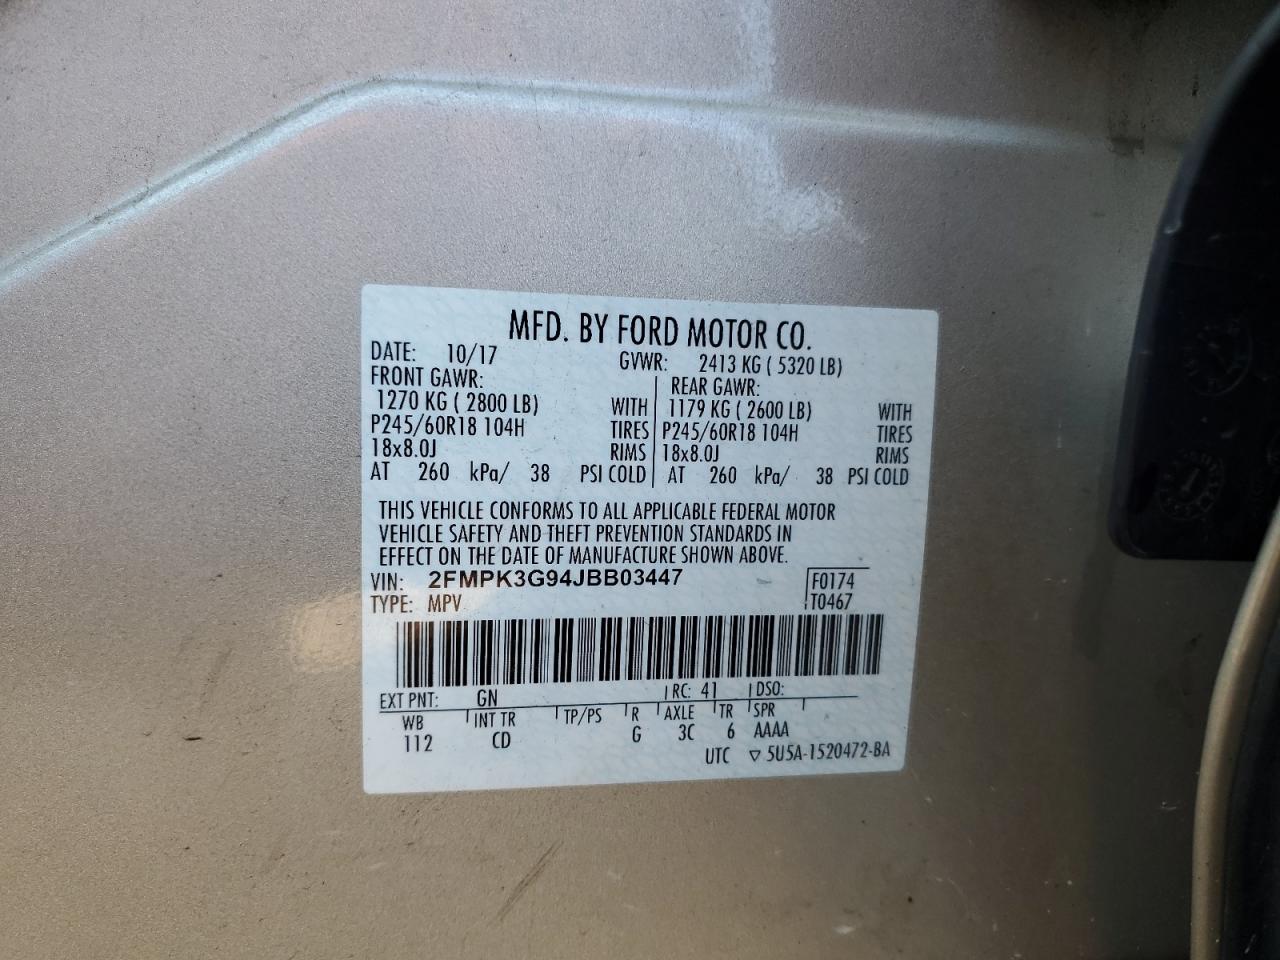 MFD. BY FORD MOTOR CO.
DATE: 10/17 GVWR: 2413 KG ( 5320 LB)
FRONT GAWR: REAR GAWR:
1270 KG ( 2800 LB) WITH 1179 KG ( 2600 LB) WITH
P245/60R18 104H TIRES P245/60R18 104H TIRES
18x8.0J RIMS 18x8.0J RIMS
AT 260 kPa/ 38 PSI COLD AT 260 kPa/ 38 PSI COLD
THIS VEHICLE CONFORMS TO ALL APPLICABLE FEDERAL MOTOR
VEHICLE SAFETY AND THEFT PREVENTION STANDARDS IN
EFFECT ON THE DATE OF MANUFACTURE SHOWN ABOVE.
VIN: 2FMPK3G94JBB03447 F0174
TYPE: MPV T0467
EXT PNT: GN RC: 41 DSO:
WB INT TR TP/PS R AXLE TR SPR
112 CD G 3C 6 AAAA
UTC ▽ 5U5A-1520472-BA